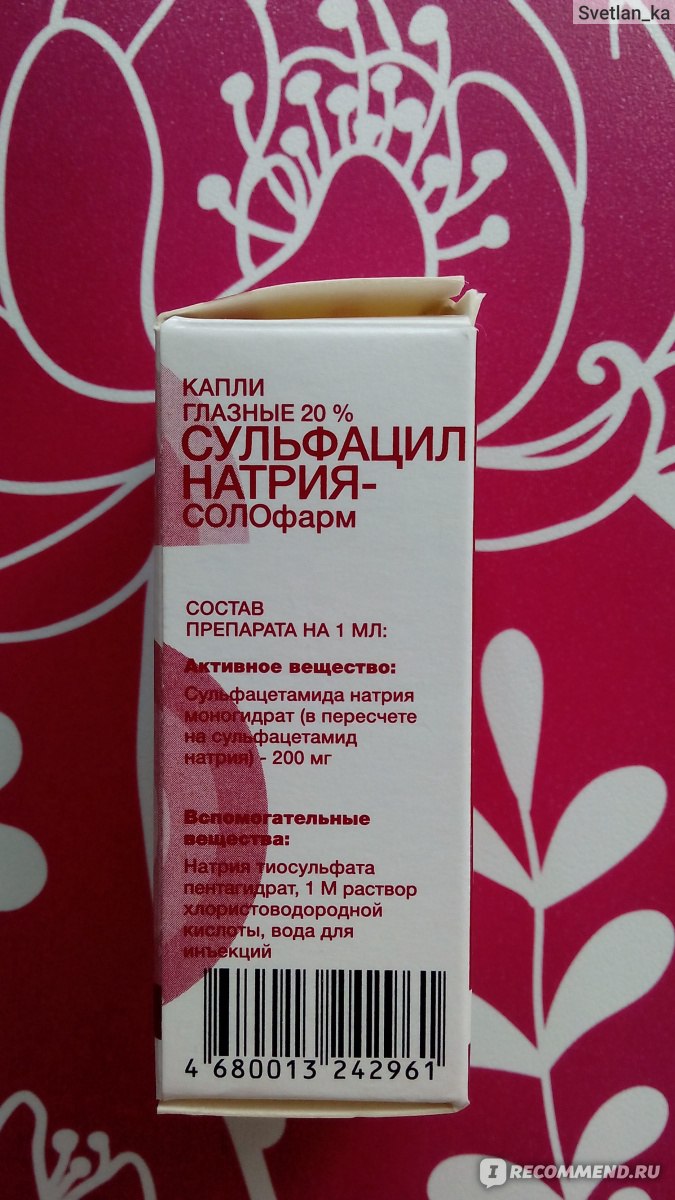 Svetlan_ka
КАПЛИ
ГЛАЗНЫЕ 20 %
СУЛЬФАЦИЛ
НАТРИЯ-
СОЛОфарм
СОСТАВ
ПРЕПАРАТА НА 1 МЛ:
Активное вещество:
Сульфацетамида натрия
моногидрат (в пересчете
на сульфацетамид
натрия) - 200 мг
Вспомогательные
вещества:
Натрия тиосульфата
пентагидрат, 1 М раствор
хлористоводородной
кислоты, вода для
инъекций
4 680013 242961
IRECOMMEND.RU